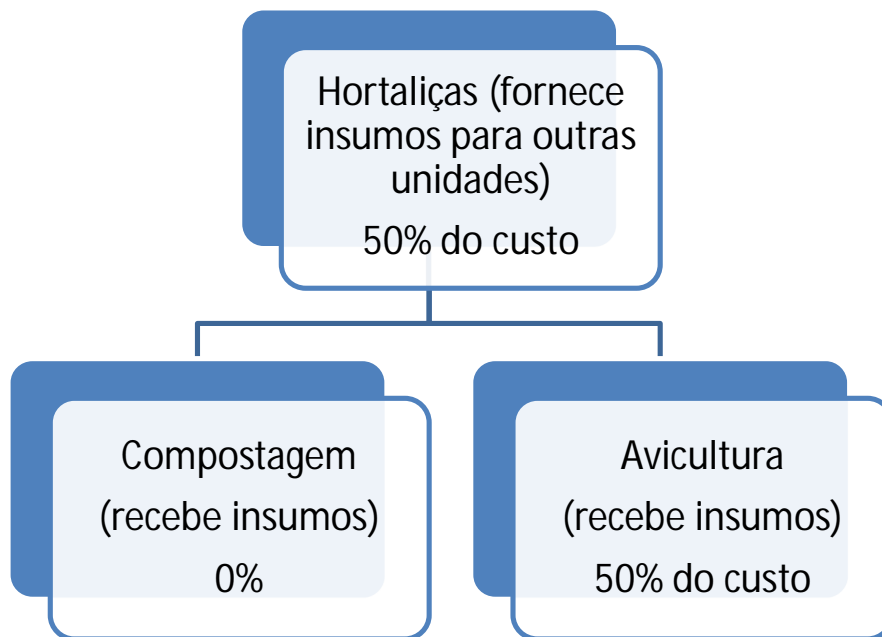 Hortaliças (fornece
insumos para outras
unidades)
50% do custo
Compostagem
(recebe insumos)
0%
Avicultura
(recebe insumos)
50% do custo